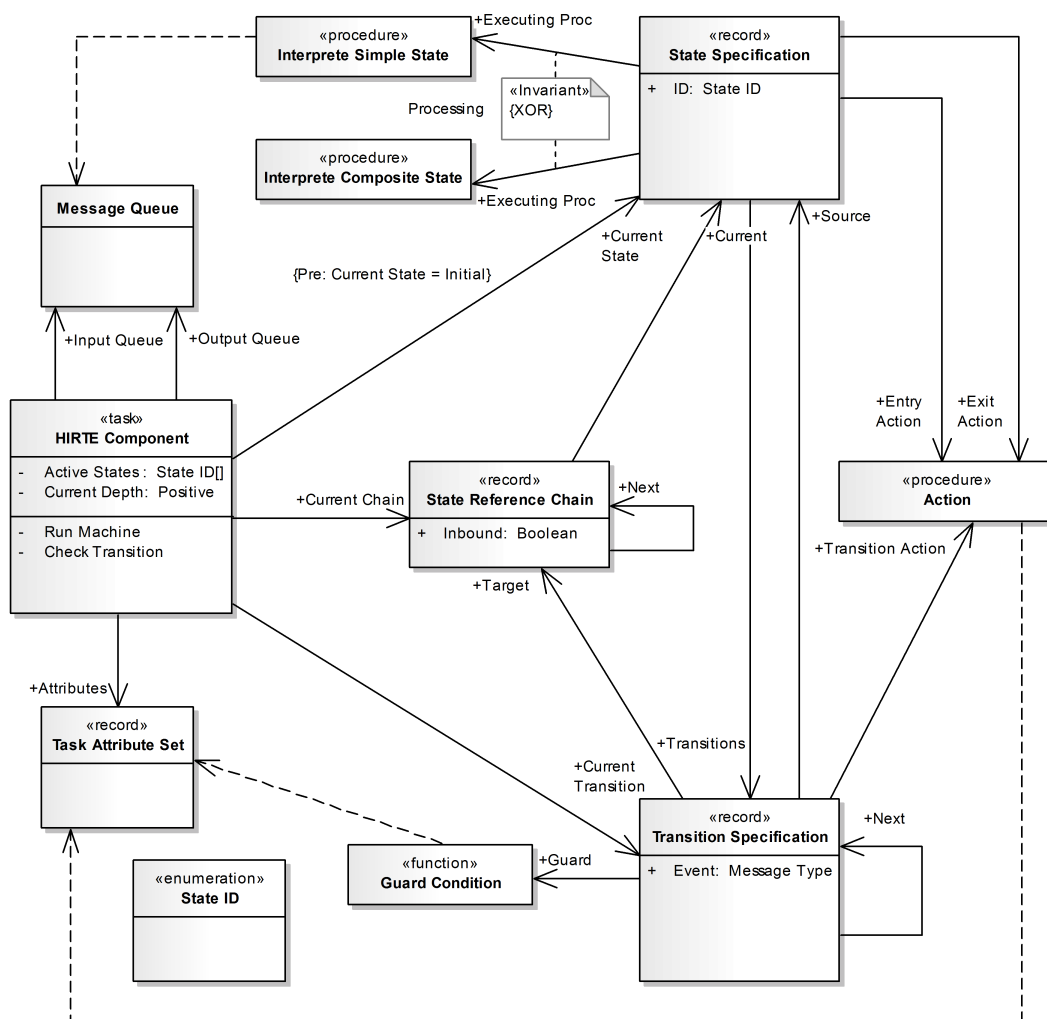 +Executing Proc
«procedure»
Interprete Simple State
«record»
State Specification
+ ID: State ID
«Invariant»
{XOR}
Processing
«procedure»
Interprete Composite State
+Executing Proc
Message Queue
+Current
State
+Current
+Source
{Pre: Current State = Initial}
+Input Queue
+Output Queue
«task»
HIRTE Component
- Active States : State ID[]
- Current Depth: Positive
- Run Machine
- Check Transition
+Entry
Action
+Exit
Action
+Current Chain
«record»
State Reference Chain
+ Inbound: Boolean
+Next
«procedure»
Action
+Transition Action
+Target
+Attributes
«record»
Task Attribute Set
+Transitions
+Current
Transition
«record»
Transition Specification
+ Event: Message Type
+Next
«function»
Guard Condition
+Guard
«enumeration»
State ID